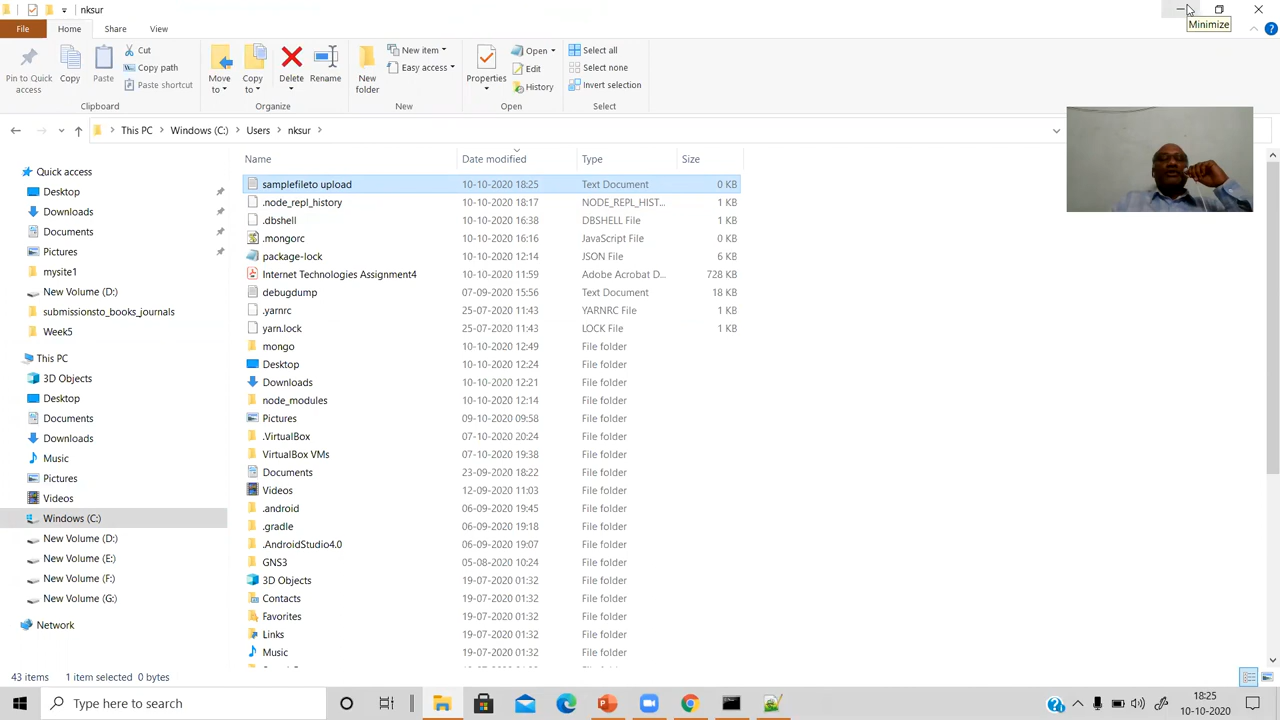 nksur
File Home Share View
Minimize
Pin to Quick access
Copy
Paste
Cut
Copy path
Paste shortcut
Clipboard
Move to
Copy to
Delete
Rename
Organize
New folder
New item
Easy access
New
Properties
Open
Edit
History
Open
Select all
Select none
Invert selection
Select
This PC Windows (C:) Users nksur
Name Date modified Type Size
samplefileto upload 10-10-2020 18:25 Text Document 0 KB
.node_repl_history 10-10-2020 18:17 NODE_REPL_HIST... 1 KB
.dbshell 10-10-2020 16:38 DBSHELL File 1 KB
.mongorc 10-10-2020 16:16 JavaScript File 0 KB
package-lock 10-10-2020 12:14 JSON File 6 KB
Internet Technologies Assignment4 10-10-2020 11:59 Adobe Acrobat D... 728 KB
debugdump 07-09-2020 15:56 Text Document 18 KB
.yarnrc 25-07-2020 11:43 YARNRC File 1 KB
yarn.lock 25-07-2020 11:43 LOCK File 1 KB
mongo 10-10-2020 12:49 File folder
Desktop 10-10-2020 12:24 File folder
Downloads 10-10-2020 12:21 File folder
node_modules 10-10-2020 12:14 File folder
Pictures 09-10-2020 09:58 File folder
.VirtualBox 07-10-2020 20:24 File folder
VirtualBox VMs 07-10-2020 19:38 File folder
Documents 23-09-2020 18:22 File folder
Videos 12-09-2020 11:03 File folder
.android 06-09-2020 19:45 File folder
.gradle 06-09-2020 19:18 File folder
.AndroidStudio4.0 06-09-2020 19:07 File folder
GNS3 05-08-2020 10:24 File folder
3D Objects 19-07-2020 01:32 File folder
Contacts 19-07-2020 01:32 File folder
Favorites 19-07-2020 01:32 File folder
Links 19-07-2020 01:32 File folder
Music 19-07-2020 01:32 File folder
Quick access
Desktop
Downloads
Documents
Pictures
mysite1
New Volume (D:)
submissionsto_books_journals
Week5
This PC
3D Objects
Desktop
Documents
Downloads
Music
Pictures
Videos
Windows (C:)
New Volume (D:)
New Volume (E:)
New Volume (F:)
New Volume (G:)
Network
43 items 1 item selected 0 bytes
Type here to search
18:25
10-10-2020